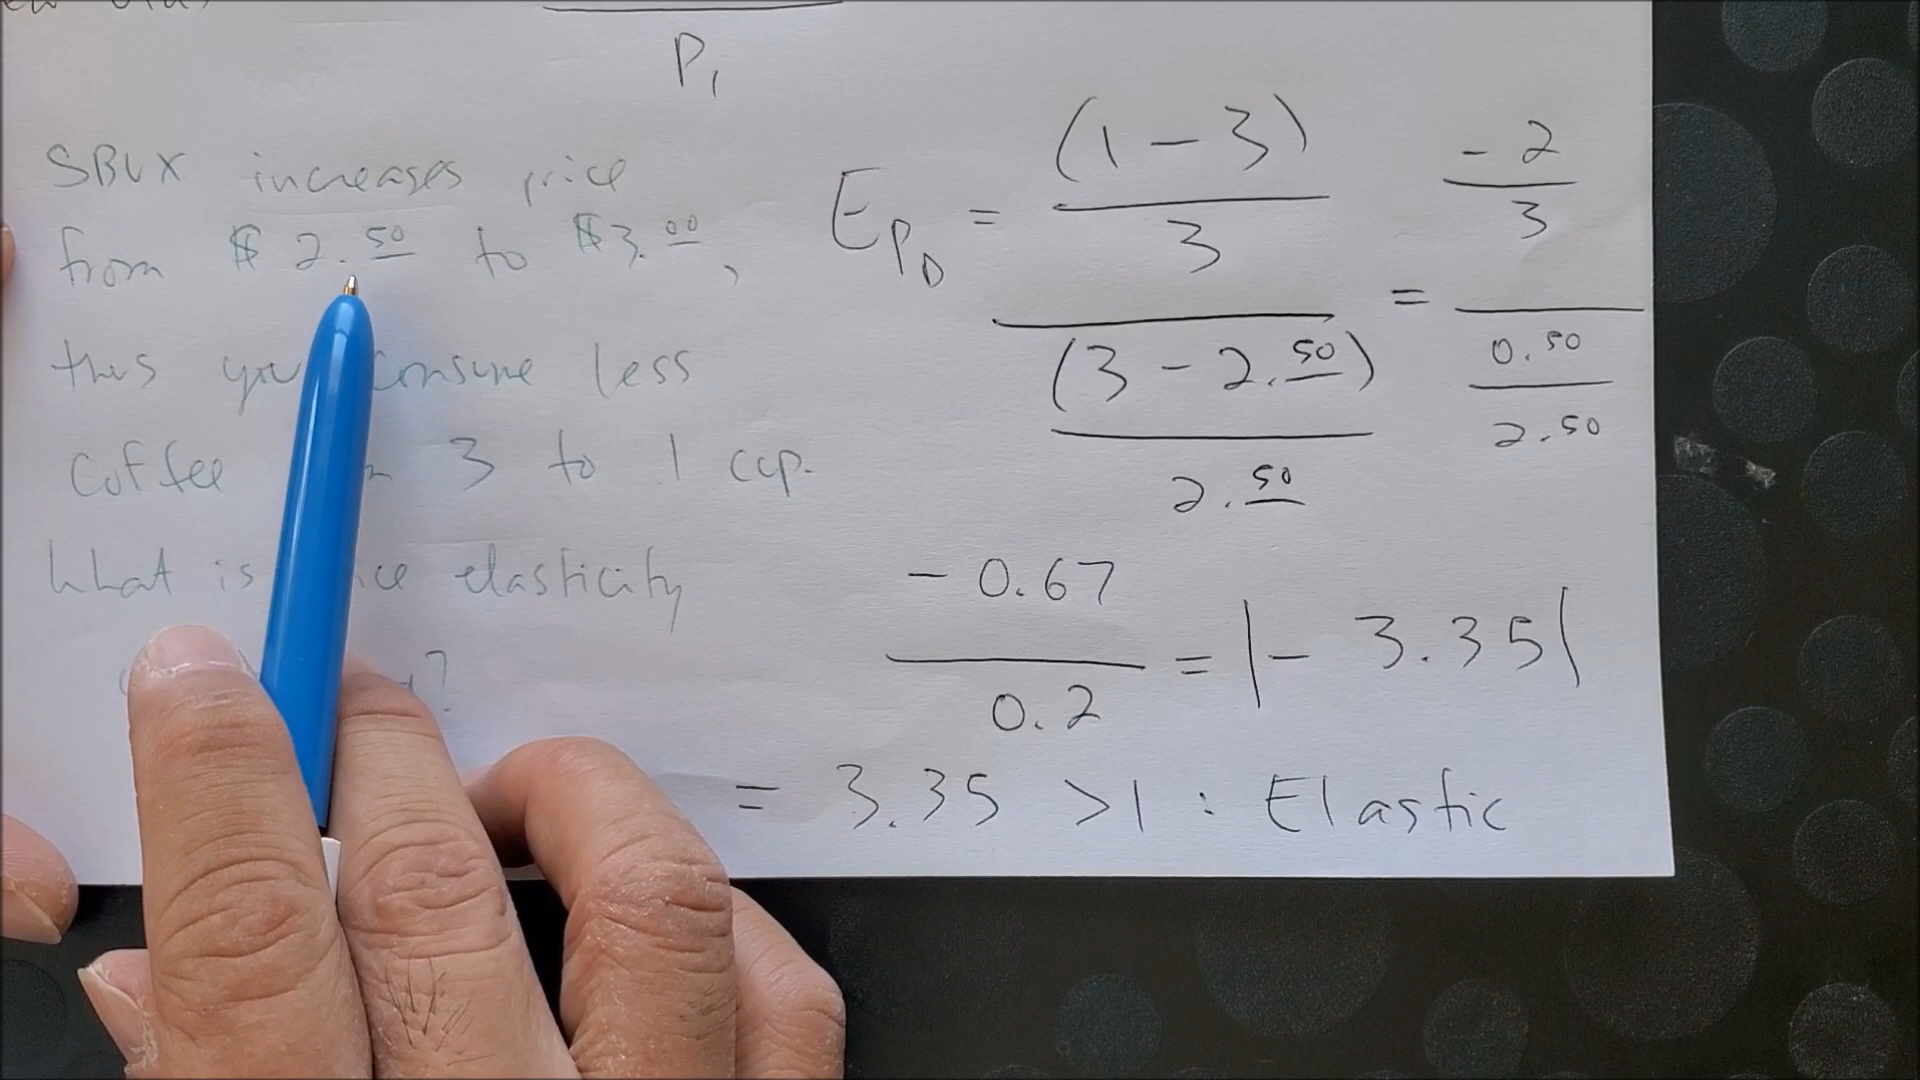 P1
SBUX increases price
from $2.50 to $3.00,
thus you consume less
coffee 3 to 1 cup.
What is elasticity
?
EPD = (1 - 3) / 3 / (3 - 2.50) / 2.50 = - 2 / 3 / 0.50 / 2.50
- 0.67 / 0.2 = |- 3.35|
= 3.35 >1 : Elastic